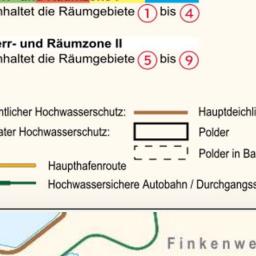 nhaltet die Räumgebiete 1 bis 4
err- und Räumzone II
nhaltet die Räumgebiete 5 bis 9
ntlicher Hochwasserschutz: Hauptdeichli
ater Hochwasserschutz: Polder
Polder in Ba
Haupthafenroute
Hochwassersichere Autobahn / Durchgangss
Finkenwe